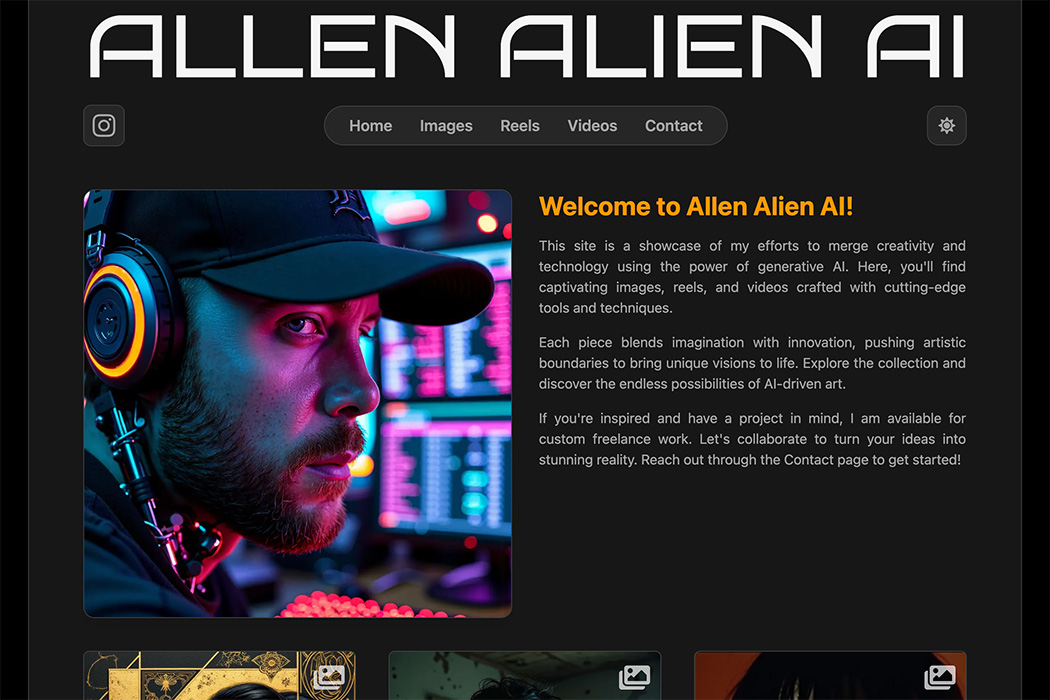 ALLEN ALIEN AI
Home Images Reels Videos Contact
Welcome to Allen Alien AI!
This site is a showcase of my efforts to merge creativity and
technology using the power of generative AI. Here, you'll find
captivating images, reels, and videos crafted with cutting-edge
tools and techniques.
Each piece blends imagination with innovation, pushing artistic
boundaries to bring unique visions to life. Explore the collection and
discover the endless possibilities of AI-driven art.
If you're inspired and have a project in mind, I am available for
custom freelance work. Let's collaborate to turn your ideas into
stunning reality. Reach out through the Contact page to get started!